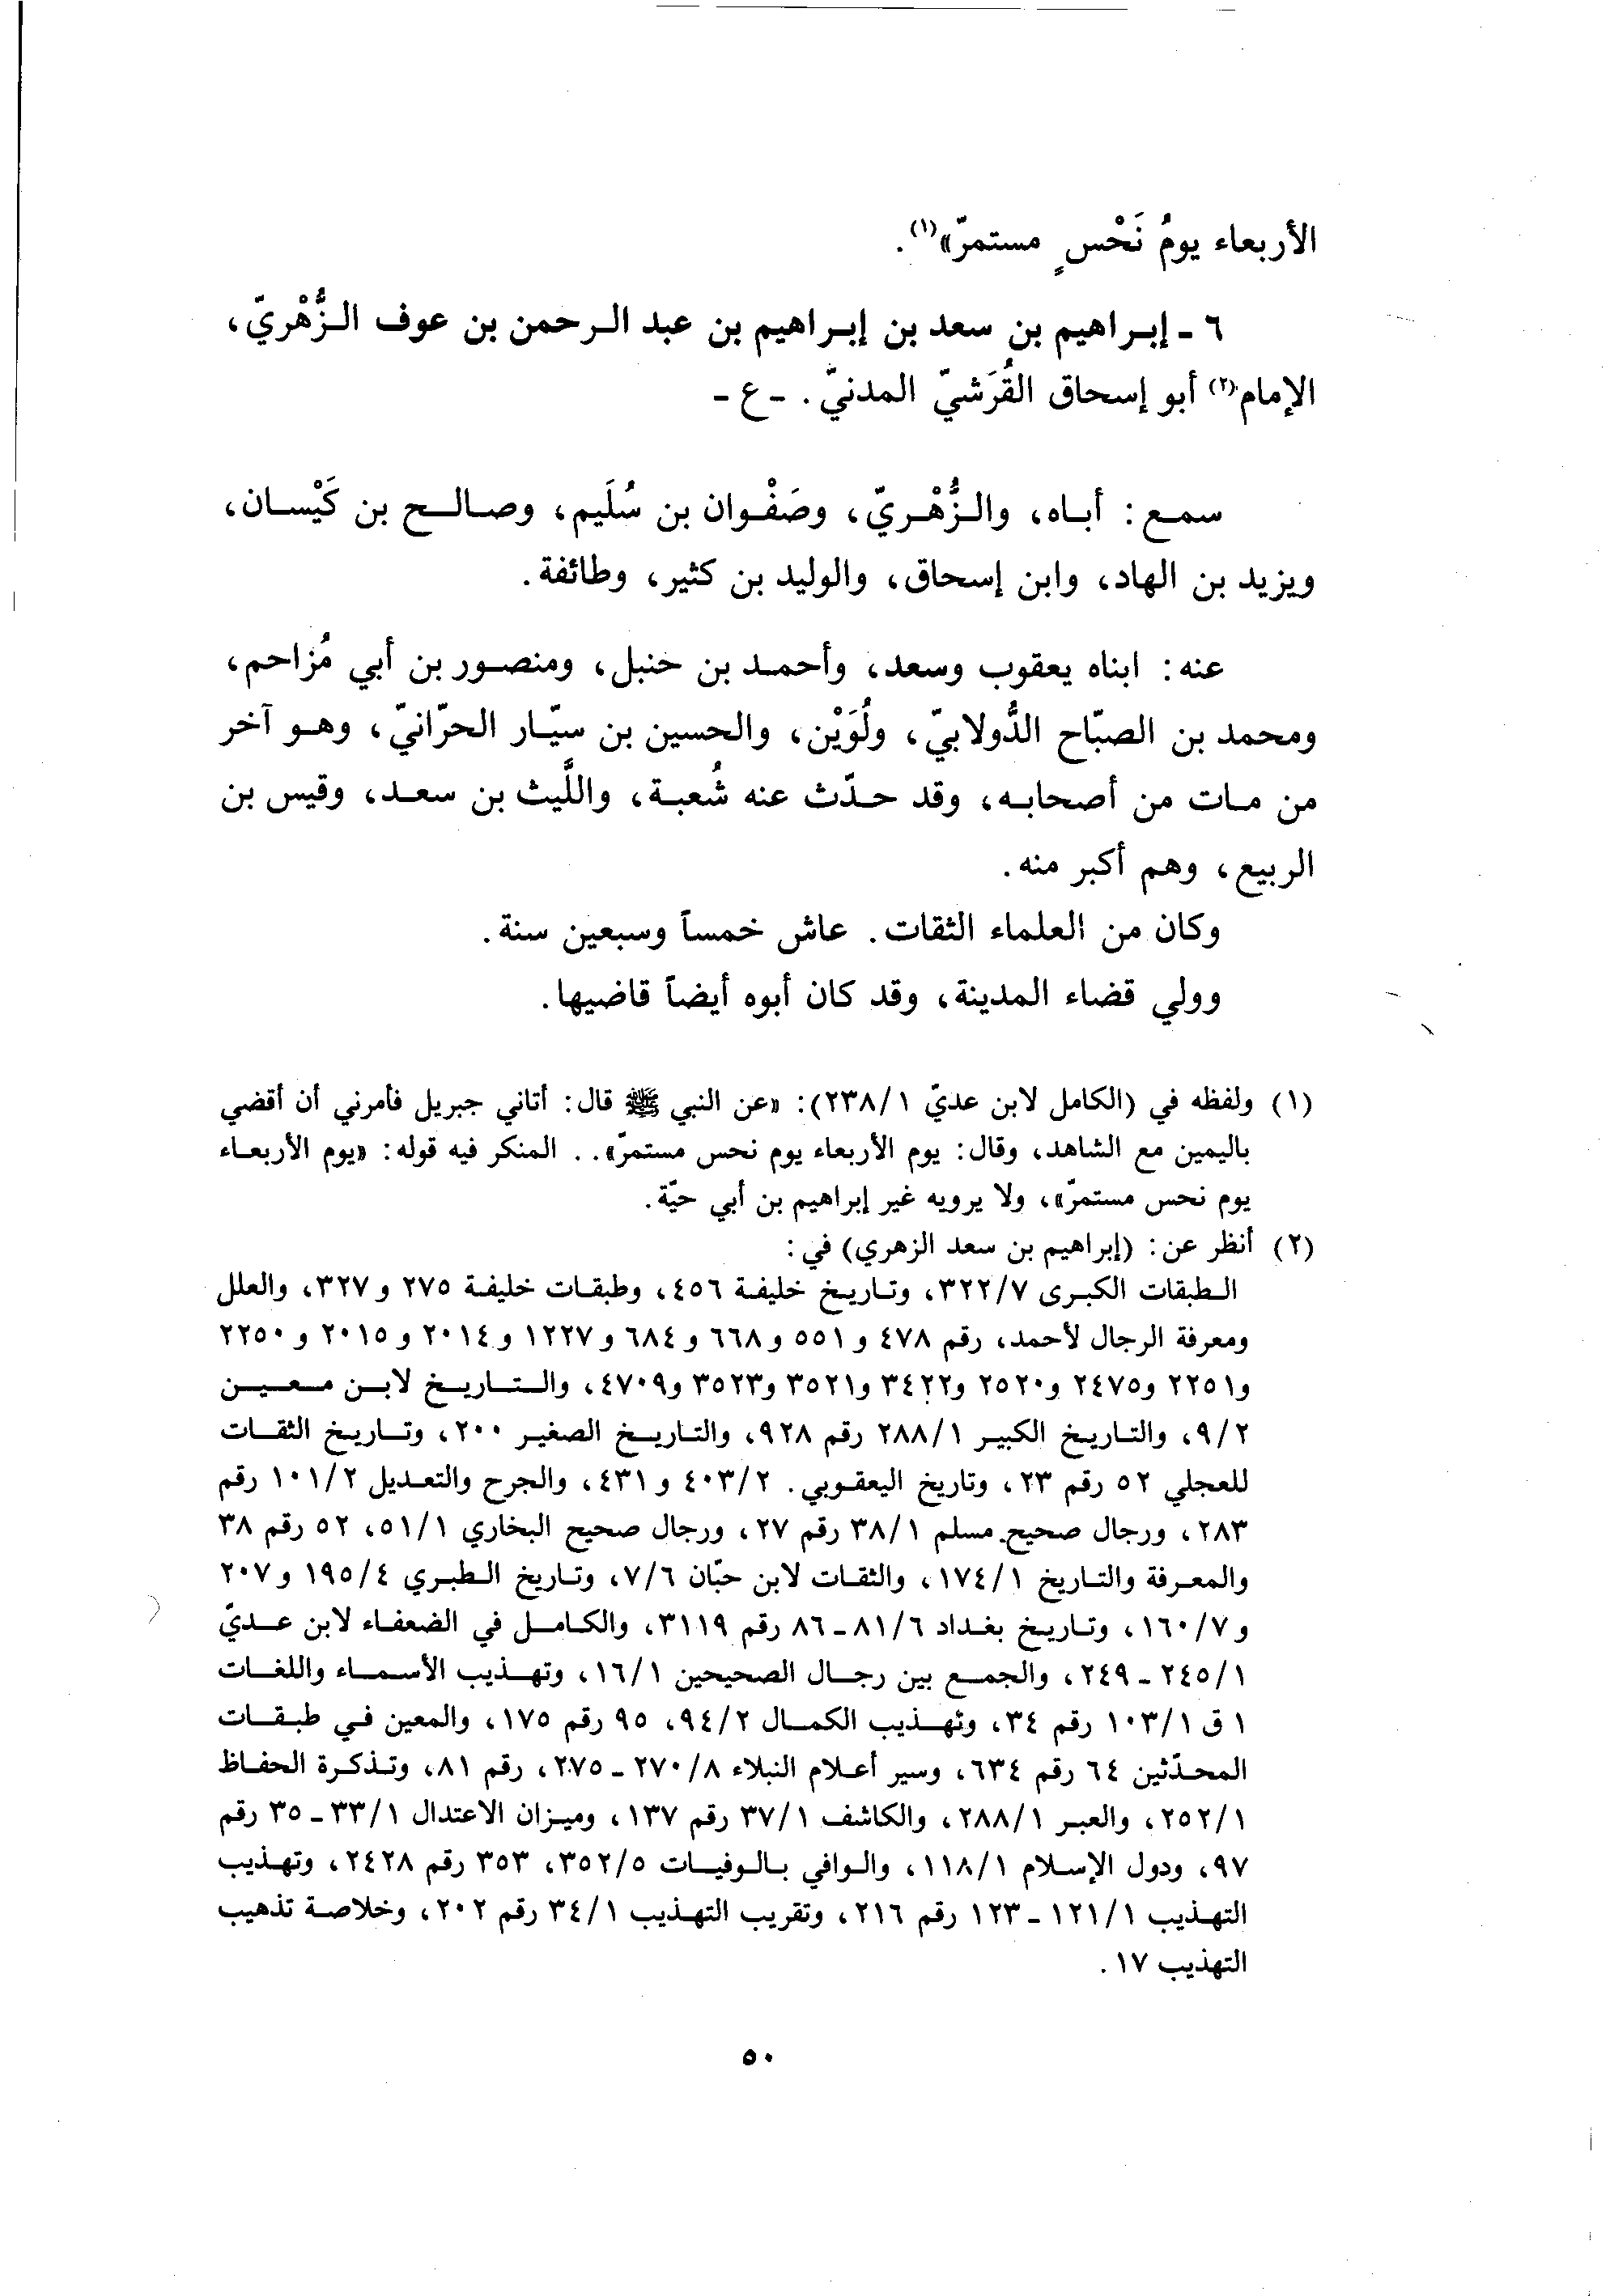 الأربعاء يومُ نَحْسٍ مستمرّ»(١).
٦ ـ إبراهيم بن سعد بن إبراهيم بن عبد الرحمن بن عوف الزُّهْريّ،
الإمام(٢) أبو إسحاق القُرَشيّ المدنيّ. ـ ع ـ
سمع: أباه، والزُّهْريّ، وصَفْوان بن سُلَيم، وصالح بن كَيْسان،
ويزيد بن الهاد، وابن إسحاق، والوليد بن كثير، وطائفة.
عنه: ابناه يعقوب وسعد، وأحمد بن حنبل، ومنصور بن أبي مُزاحم،
ومحمد بن الصبّاح الدُّولابيّ، ولُوَيْن، والحسين بن سيّار الحرّانيّ، وهو آخر
من مات من أصحابه، وقد حدّث عنه شُعبة، واللَّيث بن سعد، وقيس بن
الربيع، وهم أكبر منه.
وكان من العلماء الثقات. عاش خمساً وسبعين سنة.
وولي قضاء المدينة، وقد كان أبوه أيضاً قاضيها.
(١) ولفظه في (الكامل لابن عديّ ٢٣٨/١): «عن النبي ﷺ قال: أتاني جبريل فأمرني أن أقضي
باليمين مع الشاهد، وقال: يوم الأربعاء يوم نحس مستمرّ».. المنكر فيه قوله: «يوم الأربعاء
يوم نحس مستمرّ»، ولا يرويه غير إبراهيم بن أبي حيّة.
(٢) أنظر عن: (إبراهيم بن سعد الزهري) في:
الطبقات الكبرى ٣٢٢/٧، وتاريخ خليفة ٤٥٦، وطبقات خليفة ٢٧٥ و٣٢٧، والعلل
ومعرفة الرجال لأحمد، رقم ٤٧٨ و٥٥١ و٦٦٨ و٦٨٤ و١٢٢٧ و٢٠١٤ و٢٠١٥ و٢٢٥٠
و٢٢٥١ و٢٤٧٥ و٢٥٢٠ و٣٤٢٢ و٣٥٢١ و٣٥٢٣ و٤٧٠٩، والتاريخ لابن معين
٩/٢، والتاريخ الكبير ٢٨٨/١ رقم ٩٢٨، والتاريخ الصغير ٢٠٠، وتاريخ الثقات
للعجلي ٥٢ رقم ٢٣، وتاريخ اليعقوبي. ٤٠٣/٢ و٤٣١، والجرح والتعديل ١٠١/٢ رقم
٢٨٣، ورجال صحيح مسلم ٣٨/١ رقم ٢٧، ورجال صحيح البخاري ٥١/١، ٥٢ رقم ٣٨
والمعرفة والتاريخ ١٧٤/١، والثقات لابن حبّان ٧/٦، وتاريخ الطبري ١٩٥/٤ و٢٠٧
و١٦٠/٧، وتاريخ بغداد ٨١/٦ ـ ٨٦ رقم ٣١١٩، والكامل في الضعفاء لابن عديّ
٢٤٥/١ ـ ٢٤٩، والجمع بين رجال الصحيحين ١٦/١، وتهذيب الأسماء واللغات
١ ق ١٠٣/١ رقم ٣٤، وتهذيب الكمال ٩٤/٢، ٩٥ رقم ١٧٥، والمعين في طبقات
المحدّثين ٦٤ رقم ٦٣٤، وسير أعلام النبلاء ٢٧٠/٨ ـ ٢٧٥، رقم ٨١، وتذكرة الحفاظ
٢٥٢/١، والعبر ٢٨٨/١، والكاشف ٣٧/١ رقم ١٣٧، وميزان الاعتدال ٣٣/١ ـ ٣٥ رقم
٩٧، ودول الإسلام ١١٨/١، والوافي بالوفيات ٣٥٢/٥، ٣٥٣ رقم ٢٤٢٨، وتهذيب
التهذيب ١٢١/١ ـ ١٢٣ رقم ٢١٦، وتقريب التهذيب ٣٤/١ رقم ٢٠٢، وخلاصة تذهيب
التهذيب ١٧.
٥٠